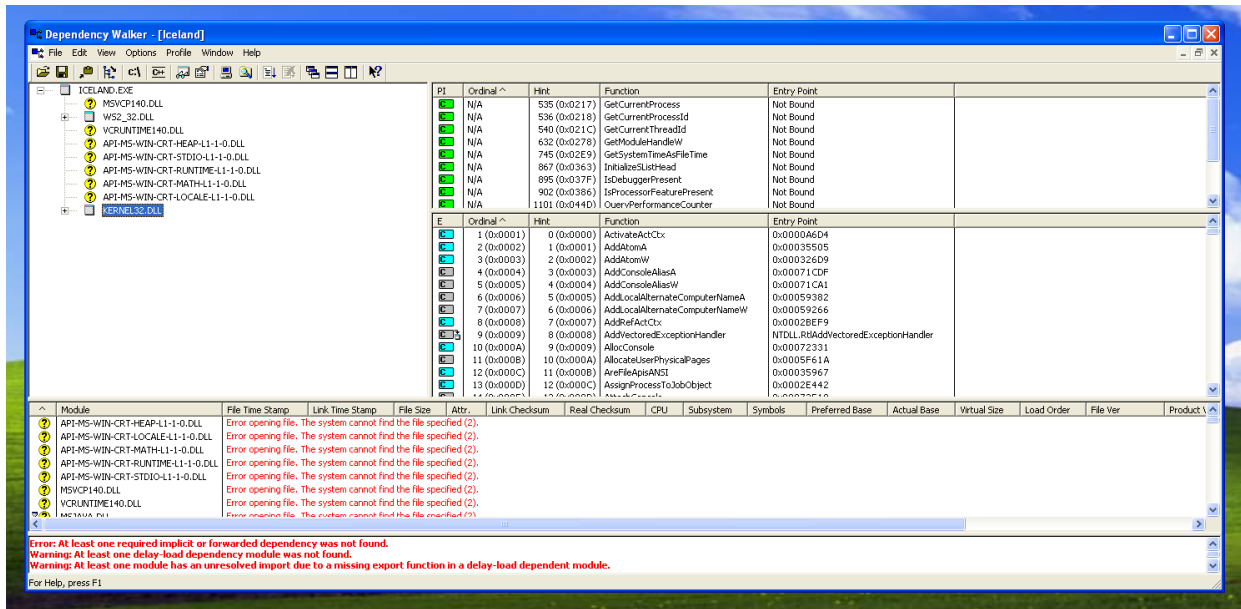 Dependency Walker - [Iceland]
File Edit View Options Profile Window Help
c:\ C++
ICELAND.EXE
MSVCP140.DLL
WS2_32.DLL
VCRUNTIME140.DLL
API-MS-WIN-CRT-HEAP-L1-1-0.DLL
API-MS-WIN-CRT-STDIO-L1-1-0.DLL
API-MS-WIN-CRT-RUNTIME-L1-1-0.DLL
API-MS-WIN-CRT-MATH-L1-1-0.DLL
API-MS-WIN-CRT-LOCALE-L1-1-0.DLL
KERNEL32.DLL
PI Ordinal ^ Hint Function Entry Point
C N/A 535 (0x0217) GetCurrentProcess Not Bound
C N/A 536 (0x0218) GetCurrentProcessId Not Bound
C N/A 540 (0x021C) GetCurrentThreadId Not Bound
C N/A 632 (0x0278) GetModuleHandleW Not Bound
C N/A 745 (0x02E9) GetSystemTimeAsFileTime Not Bound
C N/A 867 (0x0363) InitializeSListHead Not Bound
C N/A 895 (0x037F) IsDebuggerPresent Not Bound
C N/A 902 (0x0386) IsProcessorFeaturePresent Not Bound
C N/A 1101 (0x044D) QueryPerformanceCounter Not Bound
E Ordinal ^ Hint Function Entry Point
C 1 (0x0001) 0 (0x0000) ActivateActCtx 0x0000A6D4
C 2 (0x0002) 1 (0x0001) AddAtomA 0x00035505
C 3 (0x0003) 2 (0x0002) AddAtomW 0x000326D9
C 4 (0x0004) 3 (0x0003) AddConsoleAliasA 0x00071CDF
C 5 (0x0005) 4 (0x0004) AddConsoleAliasW 0x00071CA1
C 6 (0x0006) 5 (0x0005) AddLocalAlternateComputerNameA 0x00059382
C 7 (0x0007) 6 (0x0006) AddLocalAlternateComputerNameW 0x00059266
C 8 (0x0008) 7 (0x0007) AddRefActCtx 0x0002BEF9
C 9 (0x0009) 8 (0x0008) AddVectoredExceptionHandler NTDLL.RtlAddVectoredExceptionHandler
C 10 (0x000A) 9 (0x0009) AllocConsole 0x00072331
C 11 (0x000B) 10 (0x000A) AllocateUserPhysicalPages 0x0005F61A
C 12 (0x000C) 11 (0x000B) AreFileApisANSI 0x00035967
C 13 (0x000D) 12 (0x000C) AssignProcessToJobObject 0x0002E442
^ Module File Time Stamp Link Time Stamp File Size Attr. Link Checksum Real Checksum CPU Subsystem Symbols Preferred Base Actual Base Virtual Size Load Order File Ver Product
API-MS-WIN-CRT-HEAP-L1-1-0.DLL Error opening file. The system cannot find the file specified (2).
API-MS-WIN-CRT-LOCALE-L1-1-0.DLL Error opening file. The system cannot find the file specified (2).
API-MS-WIN-CRT-MATH-L1-1-0.DLL Error opening file. The system cannot find the file specified (2).
API-MS-WIN-CRT-RUNTIME-L1-1-0.DLL Error opening file. The system cannot find the file specified (2).
API-MS-WIN-CRT-STDIO-L1-1-0.DLL Error opening file. The system cannot find the file specified (2).
MSVCP140.DLL Error opening file. The system cannot find the file specified (2).
VCRUNTIME140.DLL Error opening file. The system cannot find the file specified (2).
MSJAVA.DLL Error opening file. The system cannot find the file specified (2).
Error: At least one required implicit or forwarded dependency was not found.
Warning: At least one delay-load dependency module was not found.
Warning: At least one module has an unresolved import due to a missing export function in a delay-load dependent module.
For Help, press F1